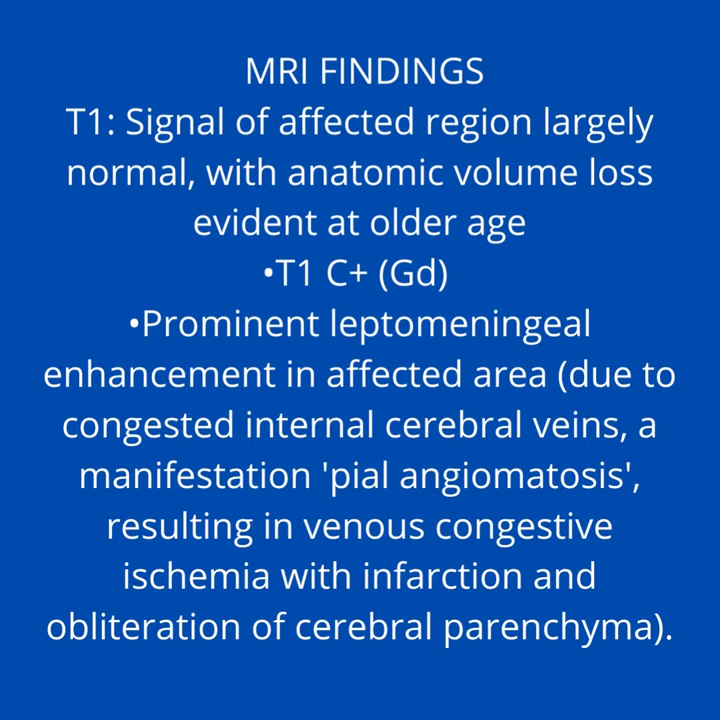 MRI FINDINGS
T1: Signal of affected region largely
normal, with anatomic volume loss
evident at older age
•T1 C+ (Gd)
•Prominent leptomeningeal
enhancement in affected area (due to
congested internal cerebral veins, a
manifestation 'pial angiomatosis',
resulting in venous congestive
ischemia with infarction and
obliteration of cerebral parenchyma).